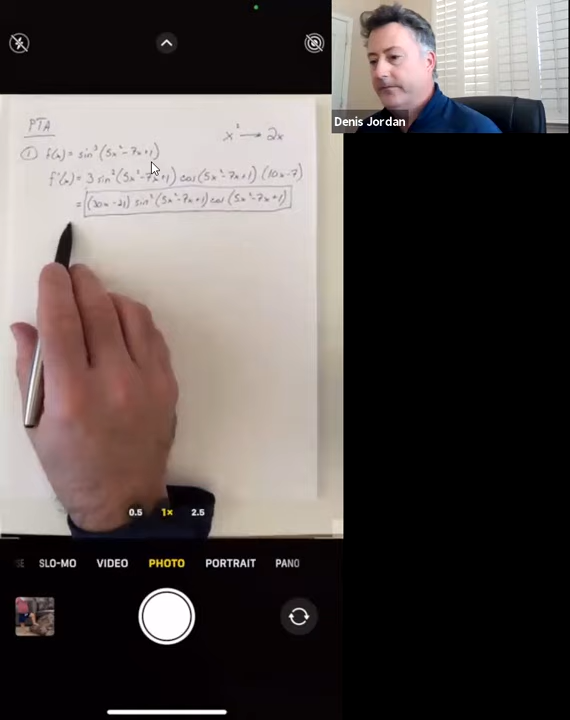 Denis Jordan
PTA
x² → 2x
① f(x) = sin³(5x²-7x+1)
f'(x) = 3 sin²(5x²-7x+1) cos(5x²-7x+1) (10x-7)
= (30x-21) sin²(5x²-7x+1) cos(5x²-7x+1)
0.5 1x 2.5
SLO-MO VIDEO PHOTO PORTRAIT PANO